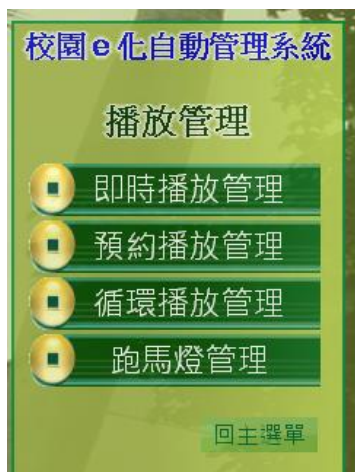 校園e化自動管理系統
播放管理
即時播放管理
預約播放管理
循環播放管理
跑馬燈管理
回主選單